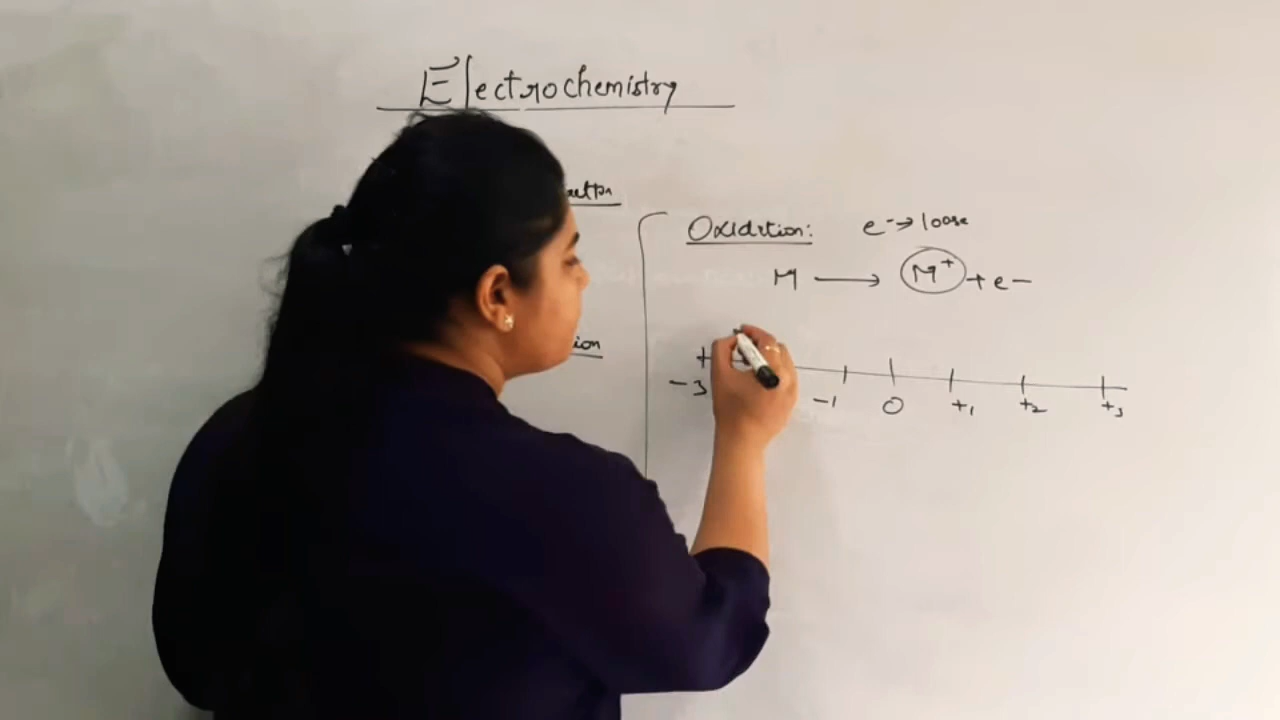 Electrochemistry
Oxidation: e⁻→ loose
M ⟶ M⁺ + e⁻
-3 -1 0 +1 +2 +3